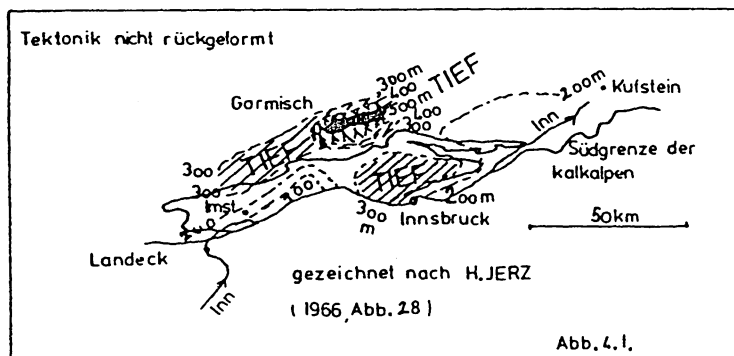 Tektonik nicht rückgeformt
300m
TIEF
400
500m
400
300
Garmisch
200m
Kufstein
Inn
Südgrenze der
Kalkalpen
TIEF
300
300
Imst
160
TIEF
300
m
Innsbruck
200m
50km
Landeck
Inn
gezeichnet nach H.JERZ
(1966, Abb. 28)
Abb. 4.1.